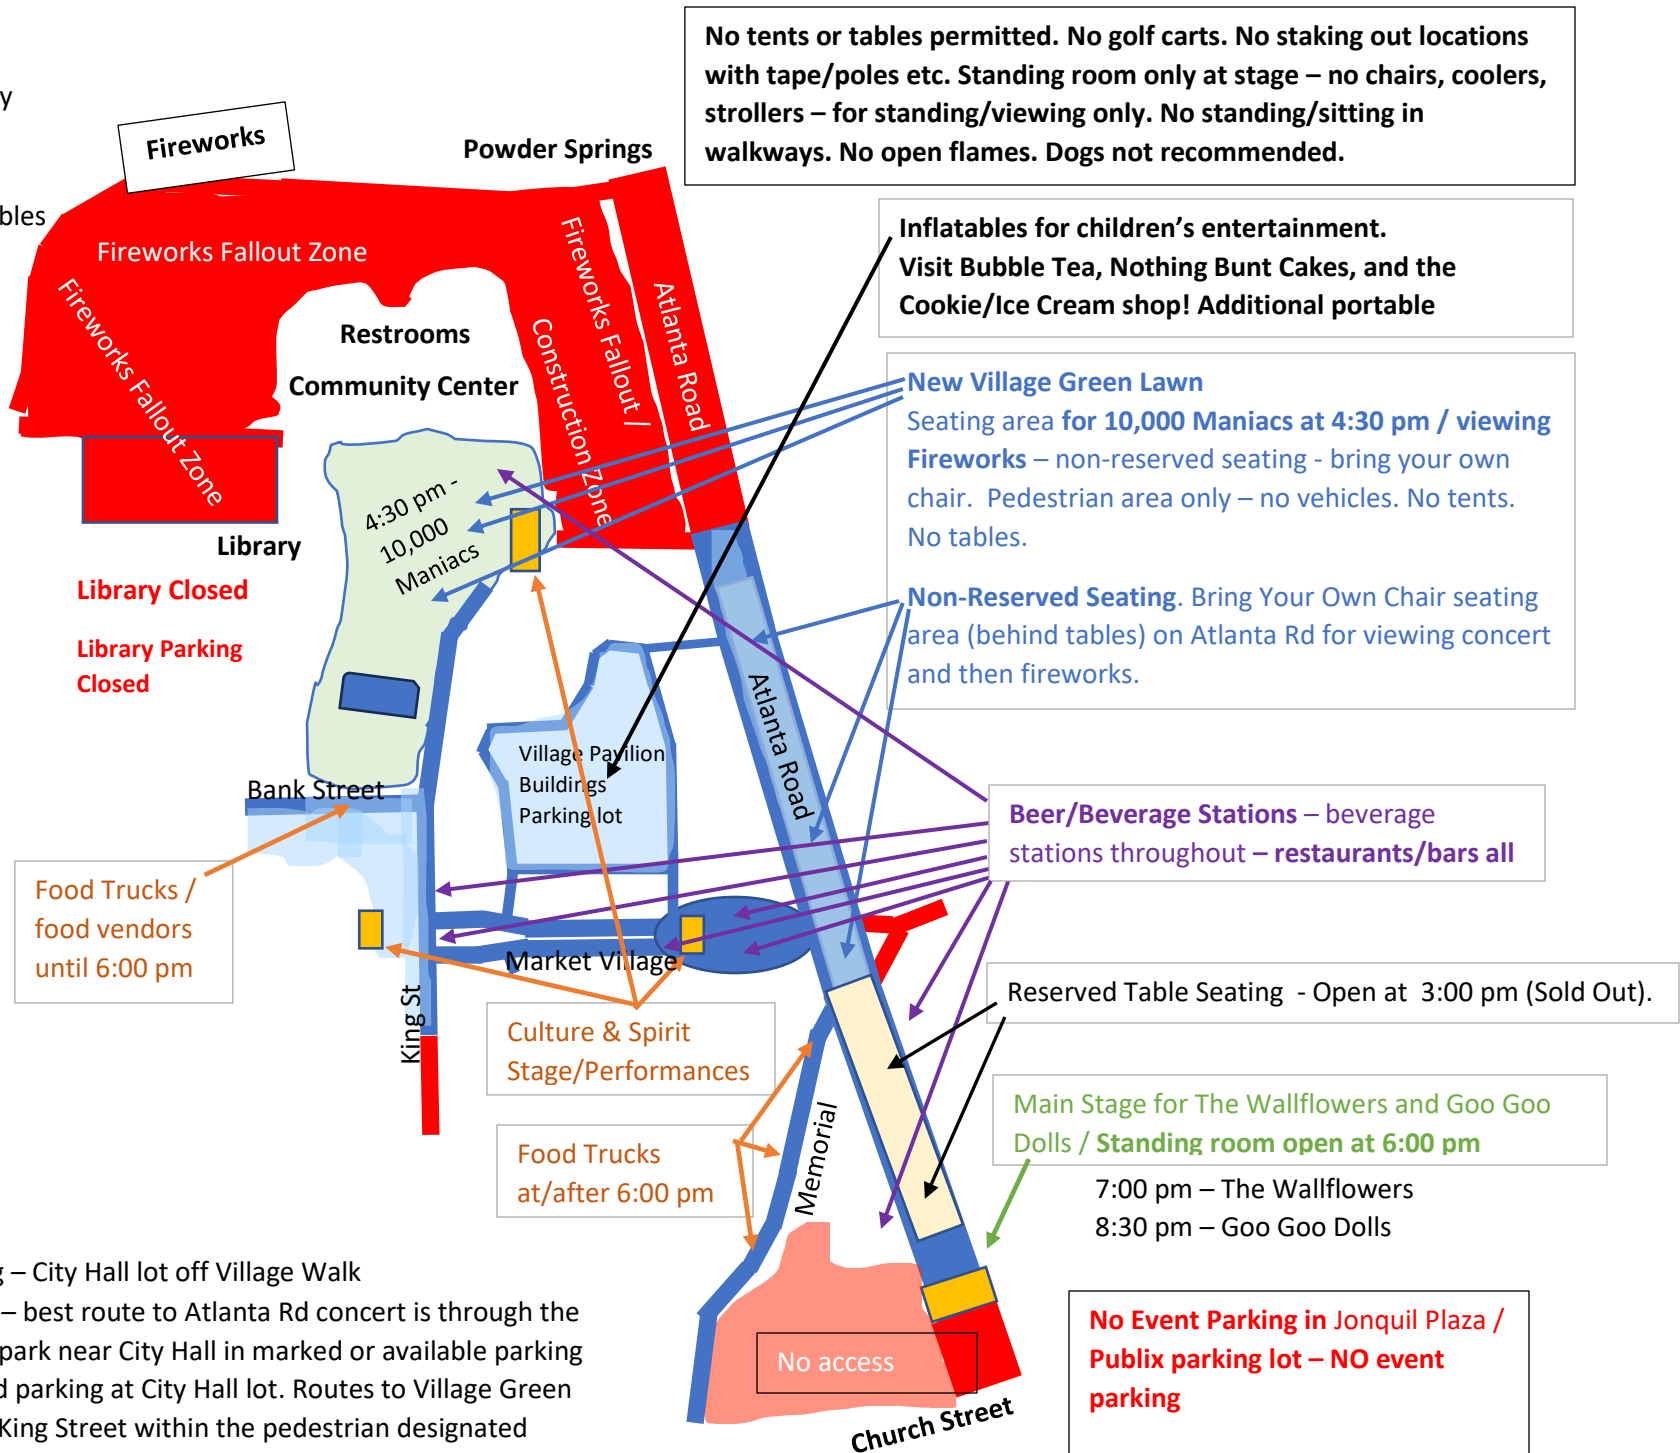 No tents or tables permitted. No golf carts. No staking out locations
with tape/poles etc. Standing room only at stage – no chairs, coolers,
strollers – for standing/viewing only. No standing/sitting in
walkways. No open flames. Dogs not recommended.
y
Fireworks
Powder Springs
bles
Fireworks Fallout Zone
Fireworks Fallout Zone
Fireworks Fallout /
Construction Zone
Atlanta Road
Inflatables for children’s entertainment.
Visit Bubble Tea, Nothing Bunt Cakes, and the
Cookie/Ice Cream shop! Additional portable
Restrooms
Community Center
New Village Green Lawn
Seating area for 10,000 Maniacs at 4:30 pm / viewing
Fireworks – non-reserved seating - bring your own
chair. Pedestrian area only – no vehicles. No tents.
No tables.
Non-Reserved Seating. Bring Your Own Chair seating
area (behind tables) on Atlanta Rd for viewing concert
and then fireworks.
4:30 pm -
10,000
Maniacs
Library
Library Closed
Library Parking
Closed
Atlanta Road
Village Pavilion
Buildings
Parking lot
Bank Street
Beer/Beverage Stations – beverage
stations throughout – restaurants/bars all
Food Trucks /
food vendors
until 6:00 pm
Market Village
King St
Reserved Table Seating - Open at 3:00 pm (Sold Out).
Culture & Spirit
Stage/Performances
Main Stage for The Wallflowers and Goo Goo
Dolls / Standing room open at 6:00 pm
Food Trucks
at/after 6:00 pm
Memorial
7:00 pm – The Wallflowers
8:30 pm – Goo Goo Dolls
g – City Hall lot off Village Walk
– best route to Atlanta Rd concert is through the
park near City Hall in marked or available parking
d parking at City Hall lot. Routes to Village Green
King Street within the pedestrian designated
No access
Church Street
No Event Parking in Jonquil Plaza /
Publix parking lot – NO event
parking